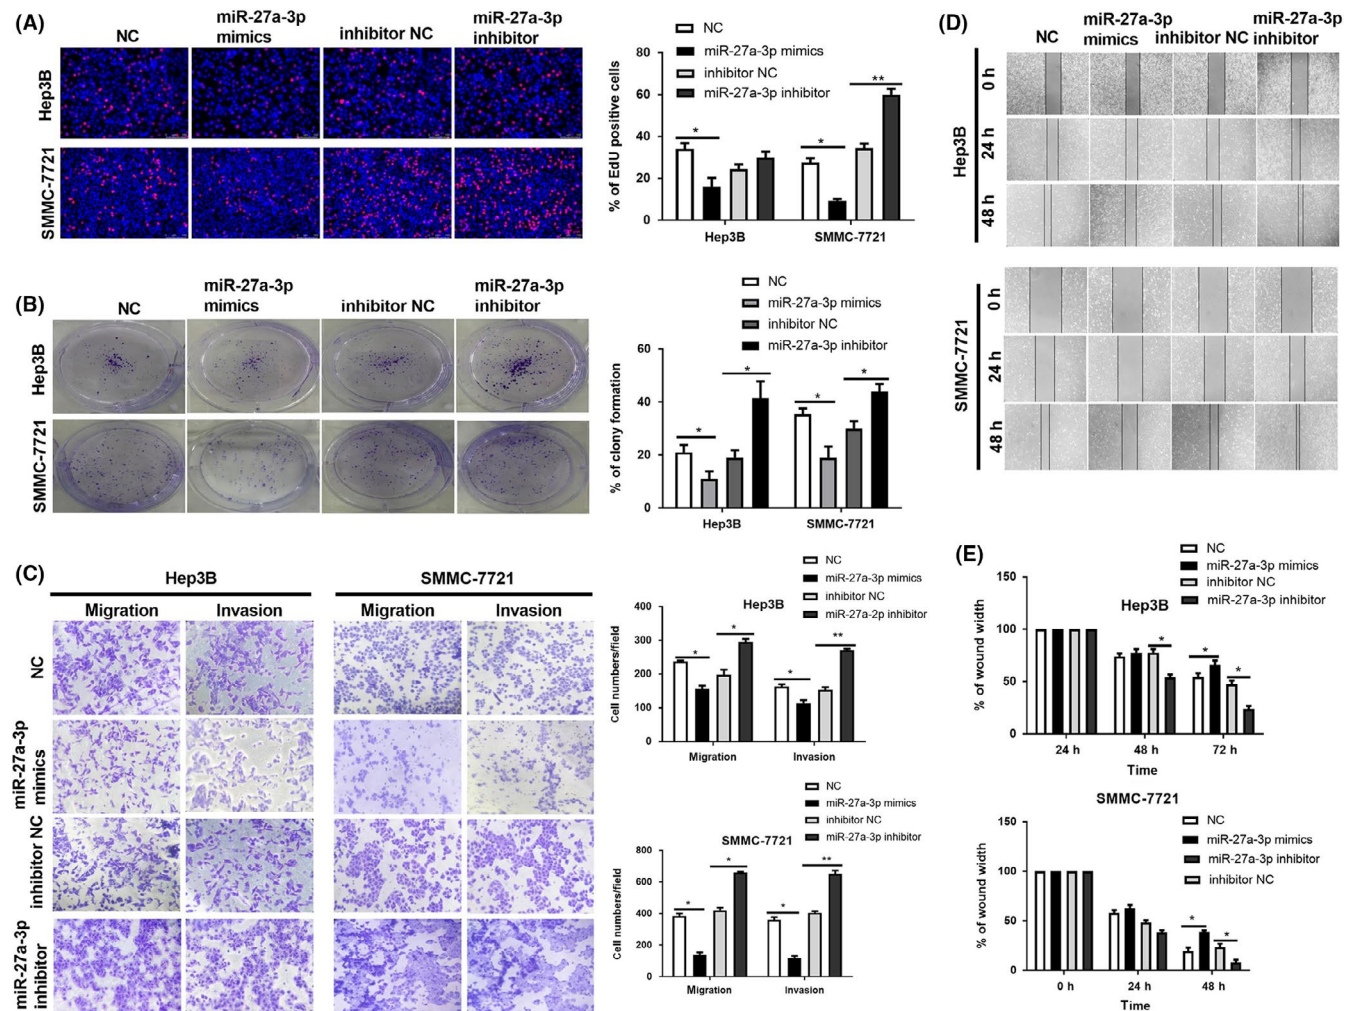 (A)
NC
miR-27a-3p
mimics
inhibitor NC
miR-27a-3p
inhibitor
Hep3B
SMMC-7721
NC
miR-27a-3p mimics
inhibitor NC
miR-27a-3p inhibitor
% of EdU positive cells
80
60
40
20
0
*
*
**
Hep3B
SMMC-7721
(B)
NC
miR-27a-3p
mimics
inhibitor NC
miR-27a-3p
inhibitor
Hep3B
SMMC-7721
NC
miR-27a-3p mimics
inhibitor NC
miR-27a-3p inhibitor
% of clony formation
60
40
20
0
*
*
*
*
Hep3B
SMMC-7721
(C)
Hep3B
SMMC-7721
Migration
Invasion
Migration
Invasion
NC
miR-27a-3p
mimics
inhibitor NC
miR-27a-3p
inhibitor
NC
miR-27a-3p mimics
inhibitor NC
miR-27a-2p inhibitor
Hep3B
Cell numbers/field
400
300
200
100
0
*
*
*
**
Migration
Invasion
NC
miR-27a-3p mimics
inhibitor NC
miR-27a-3p inhibitor
SMMC-7721
Cell numbers/field
800
600
400
200
0
*
*
*
**
Migration
Invasion
(D)
NC
miR-27a-3p
mimics
inhibitor NC
miR-27a-3p
inhibitor
Hep3B
0 h
24 h
48 h
SMMC-7721
0 h
24 h
48 h
(E)
NC
miR-27a-3p mimics
inhibitor NC
miR-27a-3p inhibitor
Hep3B
% of wound width
150
100
50
0
*
*
*
24 h
48 h
72 h
Time
SMMC-7721
NC
miR-27a-3p mimics
miR-27a-3p inhibitor
inhibitor NC
% of wound width
150
100
50
0
*
*
0 h
24 h
48 h
Time